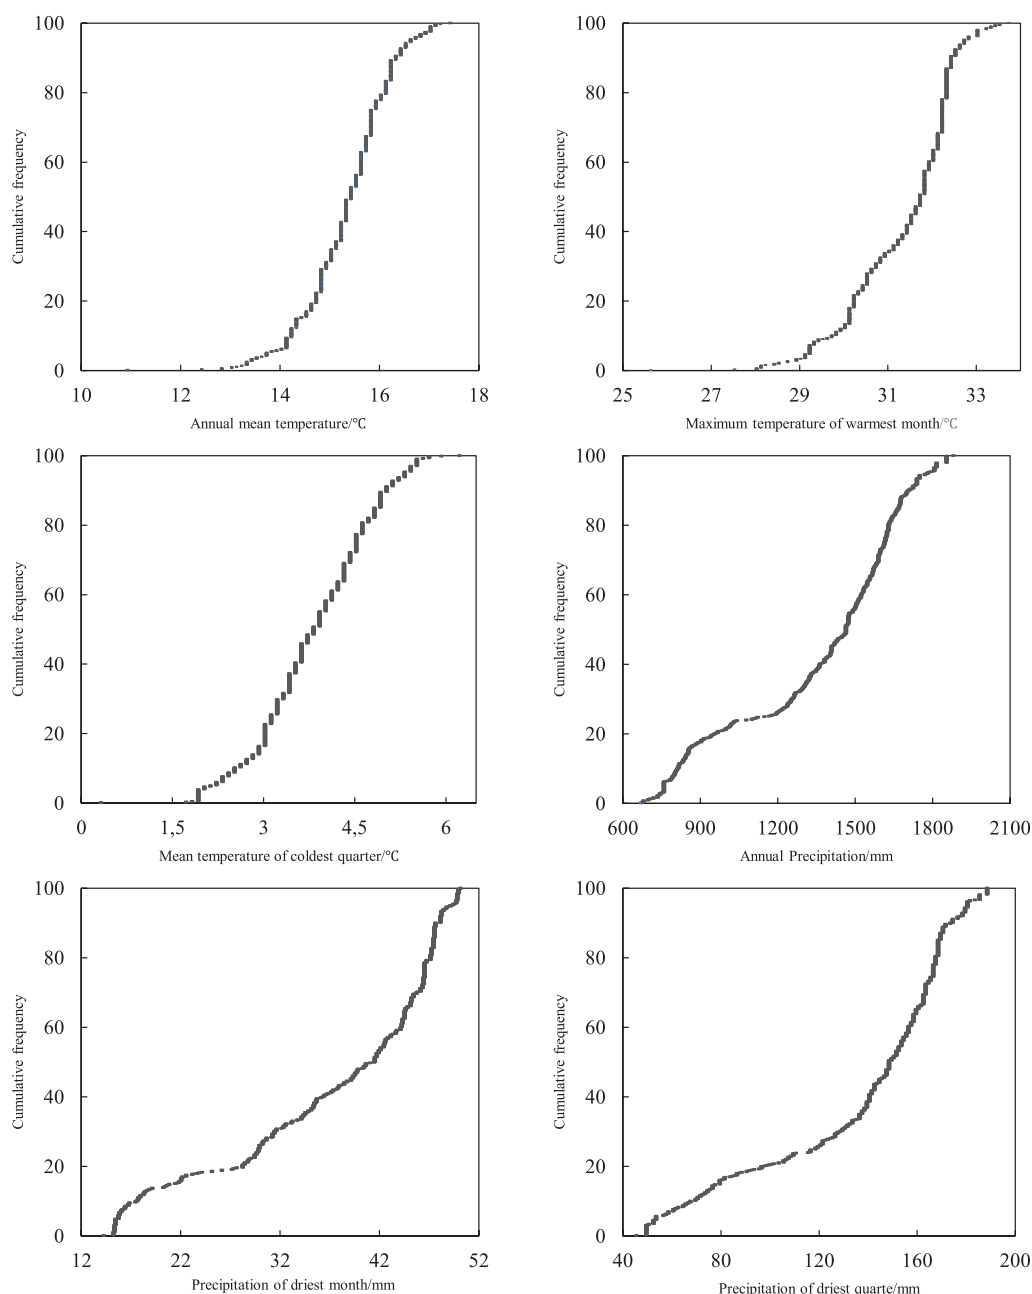 100
80
60
40
20
0
Cumulative frequency
10 12 14 16 18
Annual mean temperature/℃
100
80
60
40
20
0
Cumulative frequency
25 27 29 31 33
Maximum temperature of warmest month/℃
100
80
60
40
20
0
Cumulative frequency
0 1,5 3 4,5 6
Mean temperature of coldest quarter/℃
100
80
60
40
20
0
Cumulative frequency
600 900 1200 1500 1800 2100
Annual Precipitation/mm
100
80
60
40
20
0
Cumulative frequency
12 22 32 42 52
Precipitation of driest month/mm
100
80
60
40
20
0
Cumulative frequency
40 80 120 160 200
Precipitation of driest quarte/mm